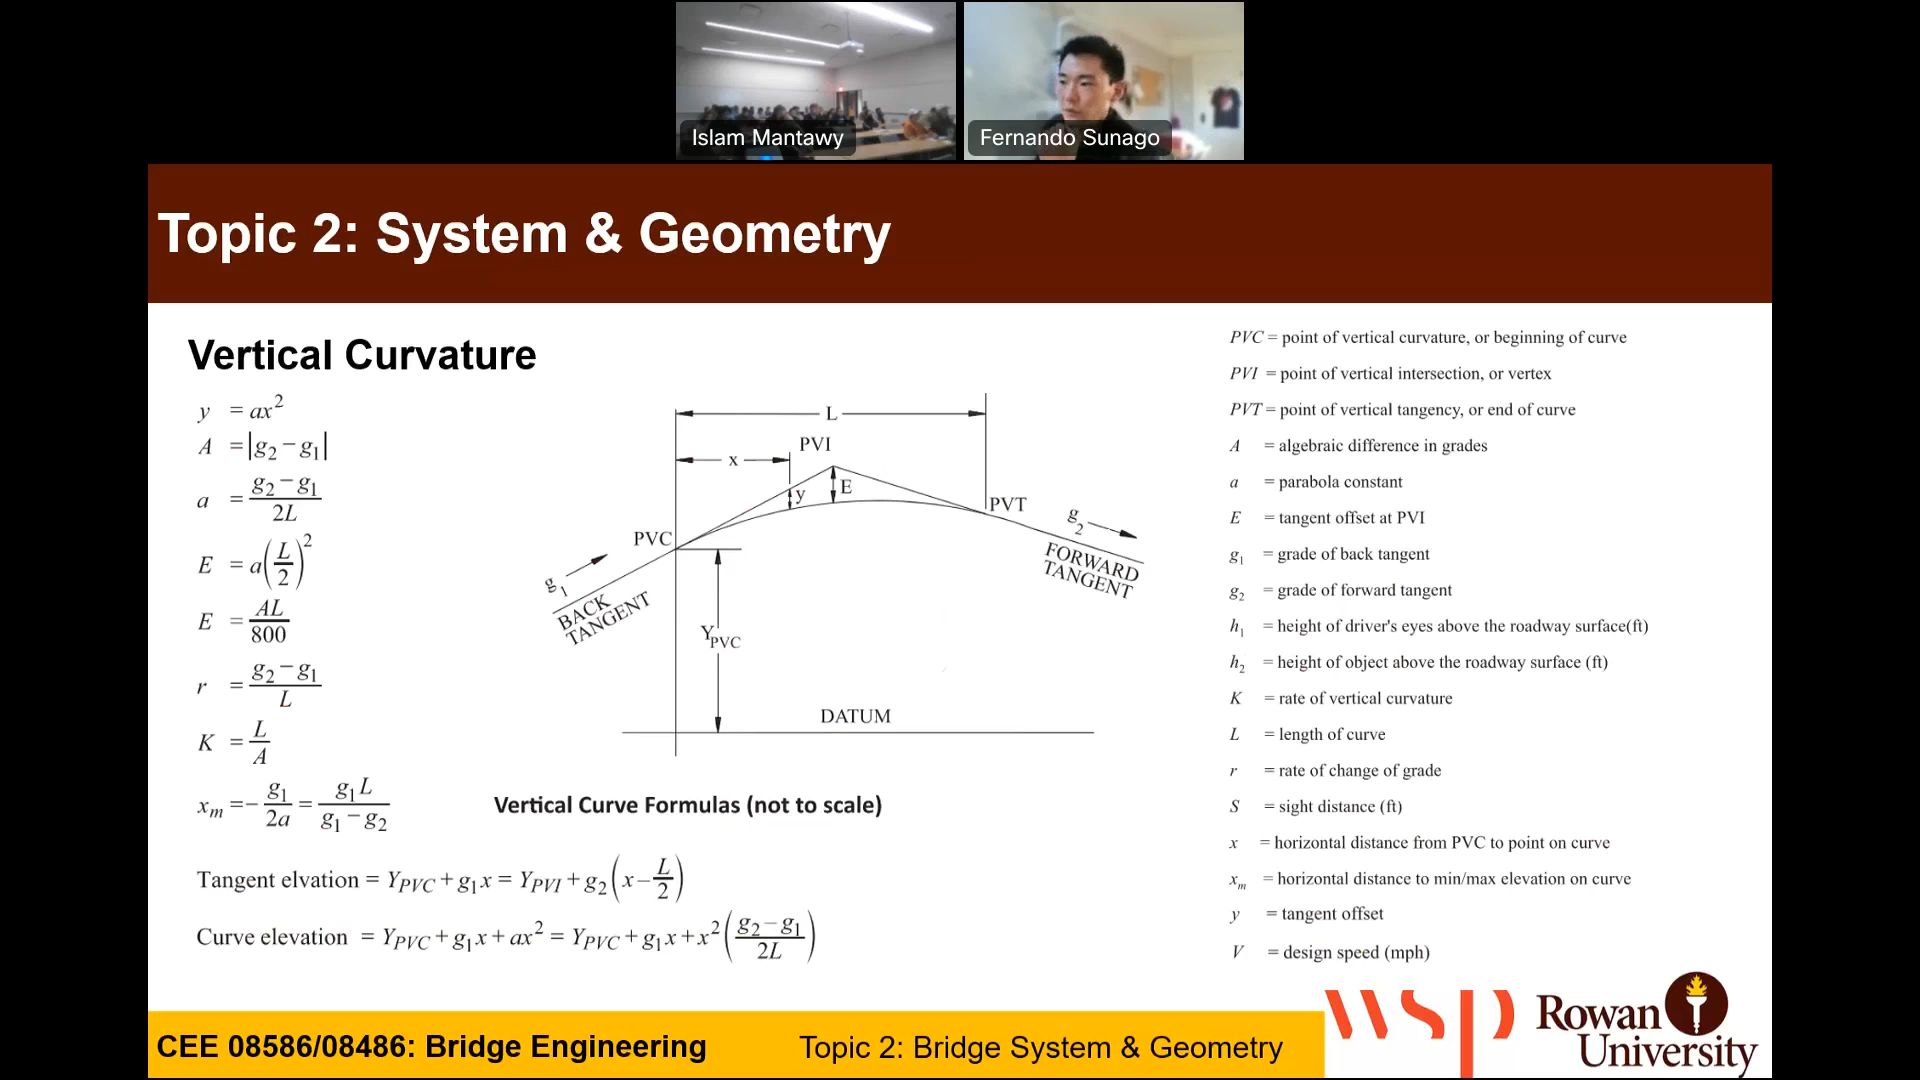 Islam Mantawy
Fernando Sunago
Topic 2: System & Geometry
Vertical Curvature
y = ax²
A = |g₂ − g₁|
a = (g₂ − g₁)/2L
E = a(L/2)²
E = AL/800
r = (g₂ − g₁)/L
K = L/A
xₘ = −g₁/2a = g₁L/(g₁ − g₂)
Tangent elvation = Y_PVC + g₁x = Y_PVI + g₂(x − L/2)
Curve elevation = Y_PVC + g₁x + ax² = Y_PVC + g₁x + x²((g₂ − g₁)/2L)
L
PVI
x
y
E
PVC
PVT
g₁
BACK
TANGENT
g₂
FORWARD
TANGENT
Y_PVC
DATUM
Vertical Curve Formulas (not to scale)
PVC = point of vertical curvature, or beginning of curve
PVI = point of vertical intersection, or vertex
PVT = point of vertical tangency, or end of curve
A = algebraic difference in grades
a = parabola constant
E = tangent offset at PVI
g₁ = grade of back tangent
g₂ = grade of forward tangent
h₁ = height of driver's eyes above the roadway surface(ft)
h₂ = height of object above the roadway surface (ft)
K = rate of vertical curvature
L = length of curve
r = rate of change of grade
S = sight distance (ft)
x = horizontal distance from PVC to point on curve
xₘ = horizontal distance to min/max elevation on curve
y = tangent offset
V = design speed (mph)
CEE 08586/08486: Bridge Engineering
Topic 2: Bridge System & Geometry
wsp
Rowan
University